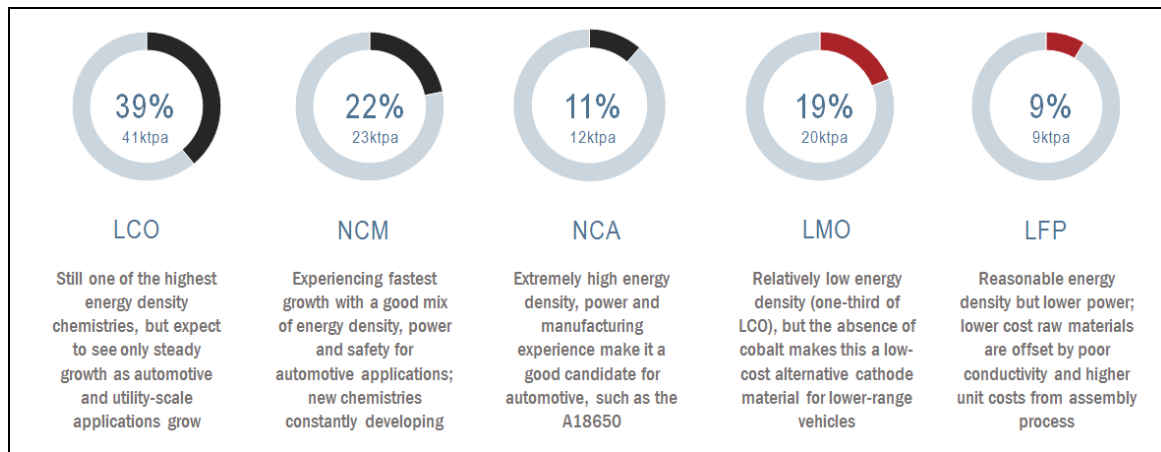 39%
41ktpa
LCO
Still one of the highest
energy density
chemistries, but expect
to see only steady
growth as automotive
and utility-scale
applications grow
22%
23ktpa
NCM
Experiencing fastest
growth with a good mix
of energy density, power
and safety for
automotive applications;
new chemistries
constantly developing
11%
12ktpa
NCA
Extremely high energy
density, power and
manufacturing
experience make it a
good candidate for
automotive, such as the
A18650
19%
20ktpa
LMO
Relatively low energy
density (one-third of
LCO), but the absence of
cobalt makes this a low-
cost alternative cathode
material for lower-range
vehicles
9%
9ktpa
LFP
Reasonable energy
density but lower power;
lower cost raw materials
are offset by poor
conductivity and higher
unit costs from assembly
process